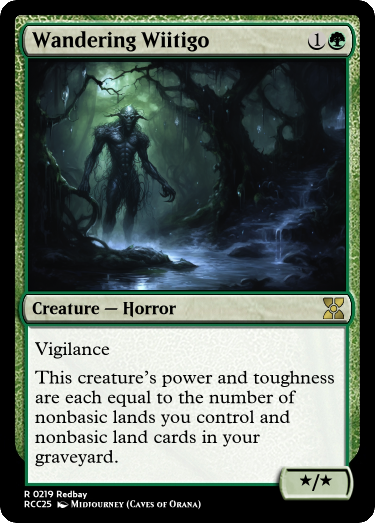 Wandering Wiitigo 1
Creature — Horror
Vigilance
This creature's power and toughness
are each equal to the number of
nonbasic lands you control and
nonbasic land cards in your
graveyard.
★/★
R 0219 Redbay
RCC25 Midjourney (Caves of Orana)